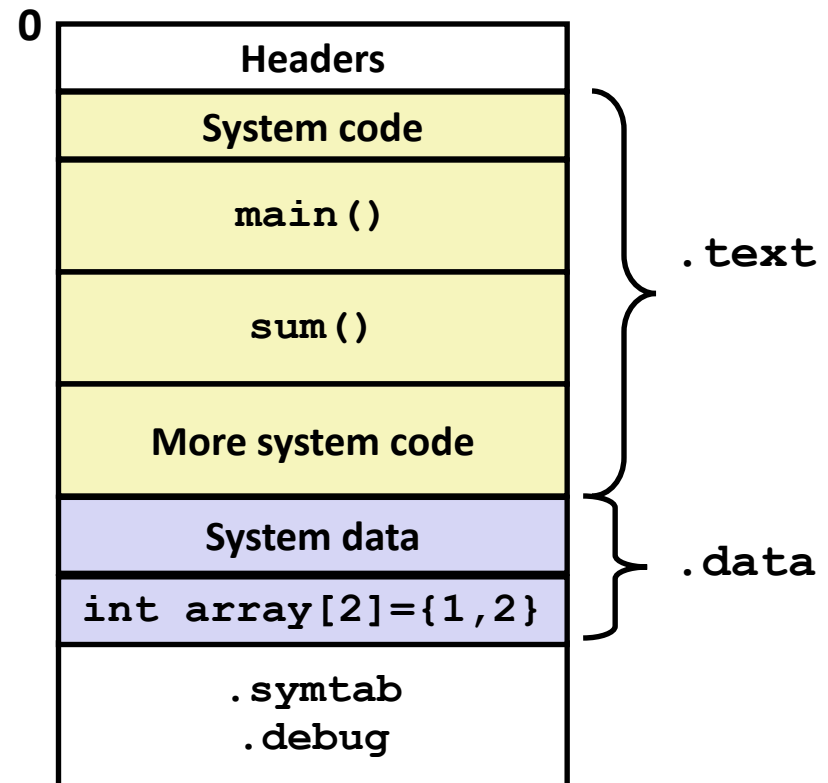 0
Headers
System code
main()
sum()
More system code
.text
System data
int array[2]={1,2}
.data
.symtab
.debug